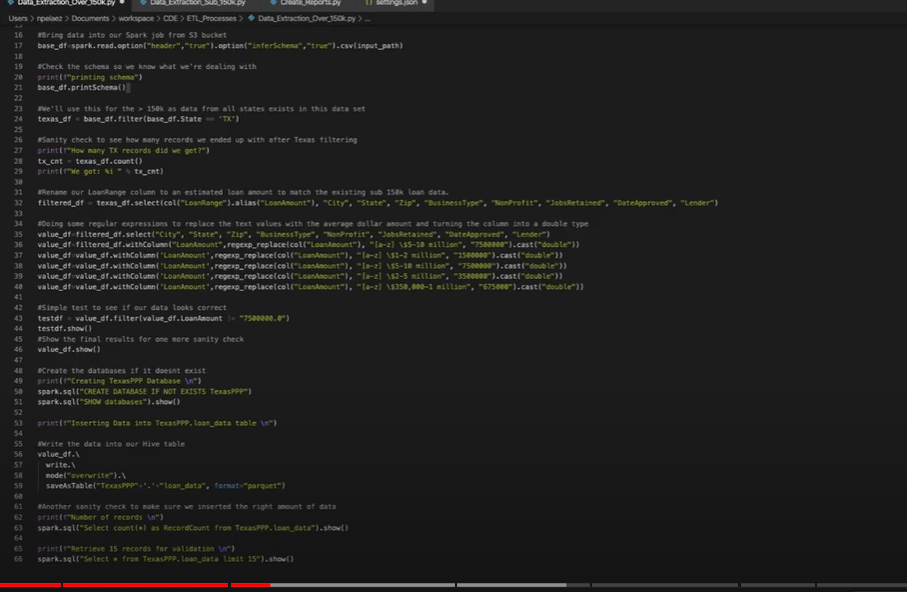 Data_Extraction_Over_150k.py Data_Extraction_Sub_150k.py Create_Reports.py {} settings.json
Users > npelaez > Documents > workspace > CDE > ETL_Processes > Data_Extraction_Over_150k.py > ...
16 #Bring data into our Spark job from S3 bucket
17 base_df=spark.read.option("header","true").option("inferSchema","true").csv(input_path)
18
19 #Check the schema so we know what we're dealing with
20 print(f"printing schema")
21 base_df.printSchema()
22
23 #We'll use this for the > 150k as data from all states exists in this data set
24 texas_df = base_df.filter(base_df.State == 'TX')
25
26 #Sanity check to see how many records we ended up with after Texas filtering
27 print(f"How many TX records did we get?")
28 tx_cnt = texas_df.count()
29 print(f"We got: %i " % tx_cnt)
30
31 #Rename our LoanRange column to an estimated loan amount to match the existing sub 150k loan data.
32 filtered_df = texas_df.select(col("LoanRange").alias("LoanAmount"), "City", "State", "Zip", "BusinessType", "NonProfit", "JobsRetained", "DateApproved", "Lender")
33
34 #Doing some regular expressions to replace the text values with the average dollar amount and turning the column into a double type
35 value_df=filtered_df.select("City", "State", "Zip", "BusinessType", "NonProfit", "JobsRetained", "DateApproved", "Lender")
36 value_df=filtered_df.withColumn("LoanAmount",regexp_replace(col("LoanAmount"), "[a-z] \$5-10 million", "7500000").cast("double"))
37 value_df=value_df.withColumn('LoanAmount',regexp_replace(col("LoanAmount"), "[a-z] \$1-2 million", "1500000").cast("double"))
38 value_df=value_df.withColumn('LoanAmount',regexp_replace(col("LoanAmount"), "[a-z] \$5-10 million", "7500000").cast("double"))
39 value_df=value_df.withColumn('LoanAmount',regexp_replace(col("LoanAmount"), "[a-z] \$2-5 million", "3500000").cast("double"))
40 value_df=value_df.withColumn('LoanAmount',regexp_replace(col("LoanAmount"), "[a-z] \$350,000-1 million", "675000").cast("double"))
41
42 #Simple test to see if our data looks correct
43 testdf = value_df.filter(value_df.LoanAmount != "7500000.0")
44 testdf.show()
45 #Show the final results for one more sanity check
46 value_df.show()
47
48 #Create the databases if it doesnt exist
49 print(f"Creating TexasPPP Database \n")
50 spark.sql("CREATE DATABASE IF NOT EXISTS TexasPPP")
51 spark.sql("SHOW databases").show()
52
53 print(f"Inserting Data into TexasPPP.loan_data table \n")
54
55 #Write the data into our Hive table
56 value_df.\
57 write.\
58 mode("overwrite").\
59 saveAsTable("TexasPPP"+'.'+"loan_data", format="parquet")
60
61 #Another sanity check to make sure we inserted the right amount of data
62 print(f"Number of records \n")
63 spark.sql("Select count(*) as RecordCount from TexasPPP.loan_data").show()
64
65 print(f"Retrieve 15 records for validation \n")
66 spark.sql("Select * from TexasPPP.loan_data limit 15").show()